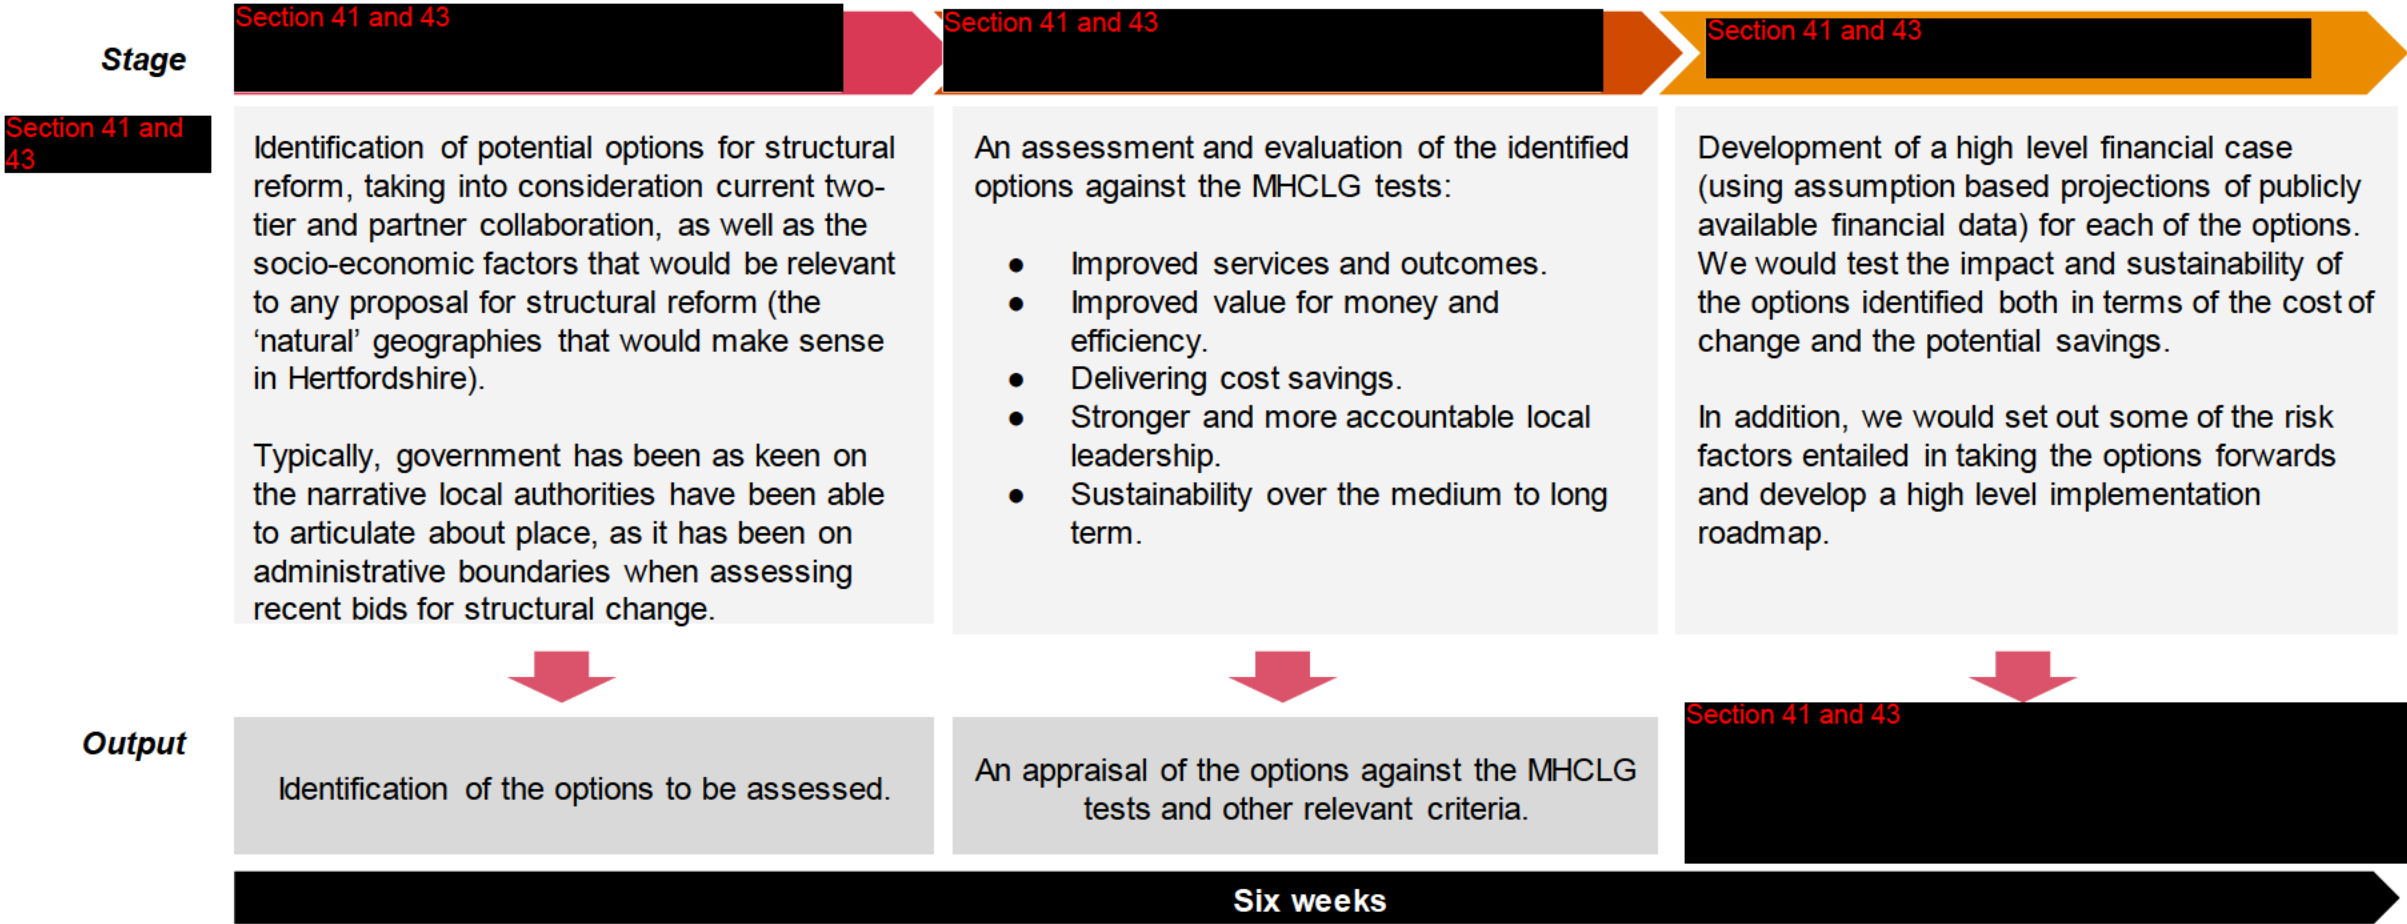 Stage
Section 41 and 43
Section 41 and 43
Section 41 and 43
Section 41 and
43
Identification of potential options for structural
reform, taking into consideration current two-
tier and partner collaboration, as well as the
socio-economic factors that would be relevant
to any proposal for structural reform (the
‘natural’ geographies that would make sense
in Hertfordshire).
Typically, government has been as keen on
the narrative local authorities have been able
to articulate about place, as it has been on
administrative boundaries when assessing
recent bids for structural change.
An assessment and evaluation of the identified
options against the MHCLG tests:
● Improved services and outcomes.
● Improved value for money and
efficiency.
● Delivering cost savings.
● Stronger and more accountable local
leadership.
● Sustainability over the medium to long
term.
Development of a high level financial case
(using assumption based projections of publicly
available financial data) for each of the options.
We would test the impact and sustainability of
the options identified both in terms of the cost of
change and the potential savings.
In addition, we would set out some of the risk
factors entailed in taking the options forwards
and develop a high level implementation
roadmap.
Output
Identification of the options to be assessed.
An appraisal of the options against the MHCLG
tests and other relevant criteria.
Section 41 and 43
Six weeks